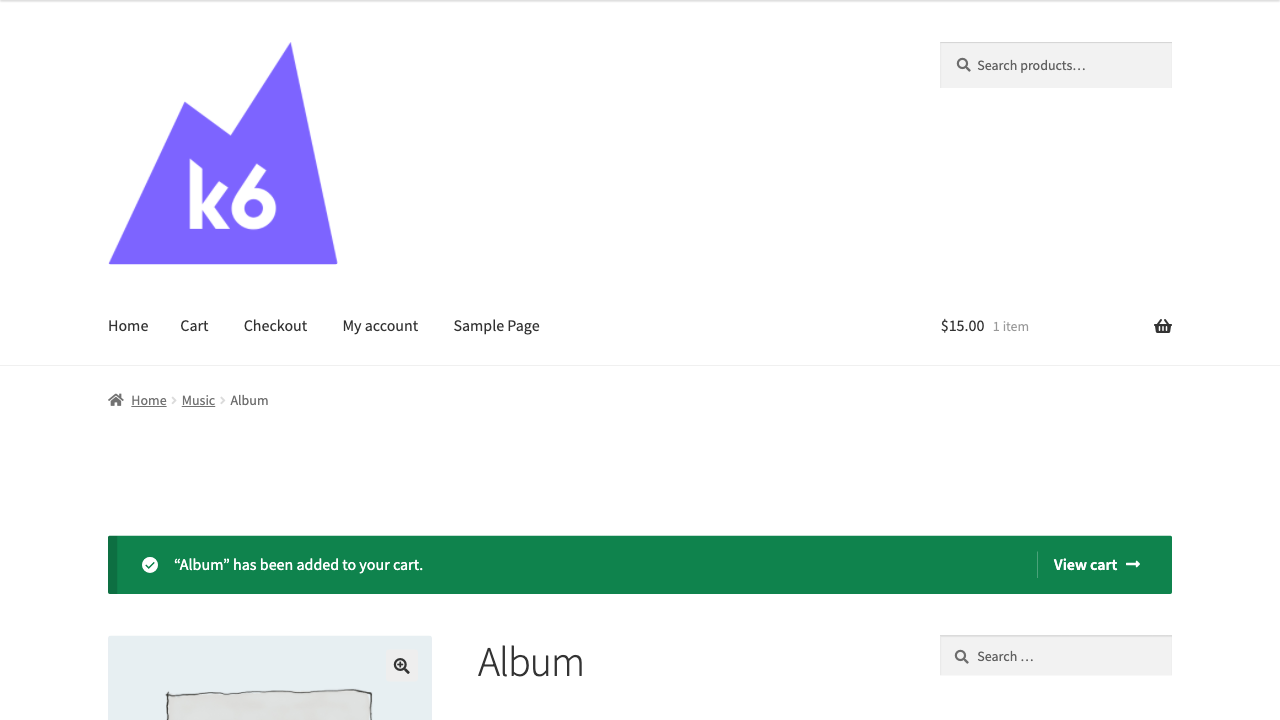 k6
Search products…
Home Cart Checkout My account Sample Page $15.00 1 item
Home Music Album
“Album” has been added to your cart. View cart
Album
Search …